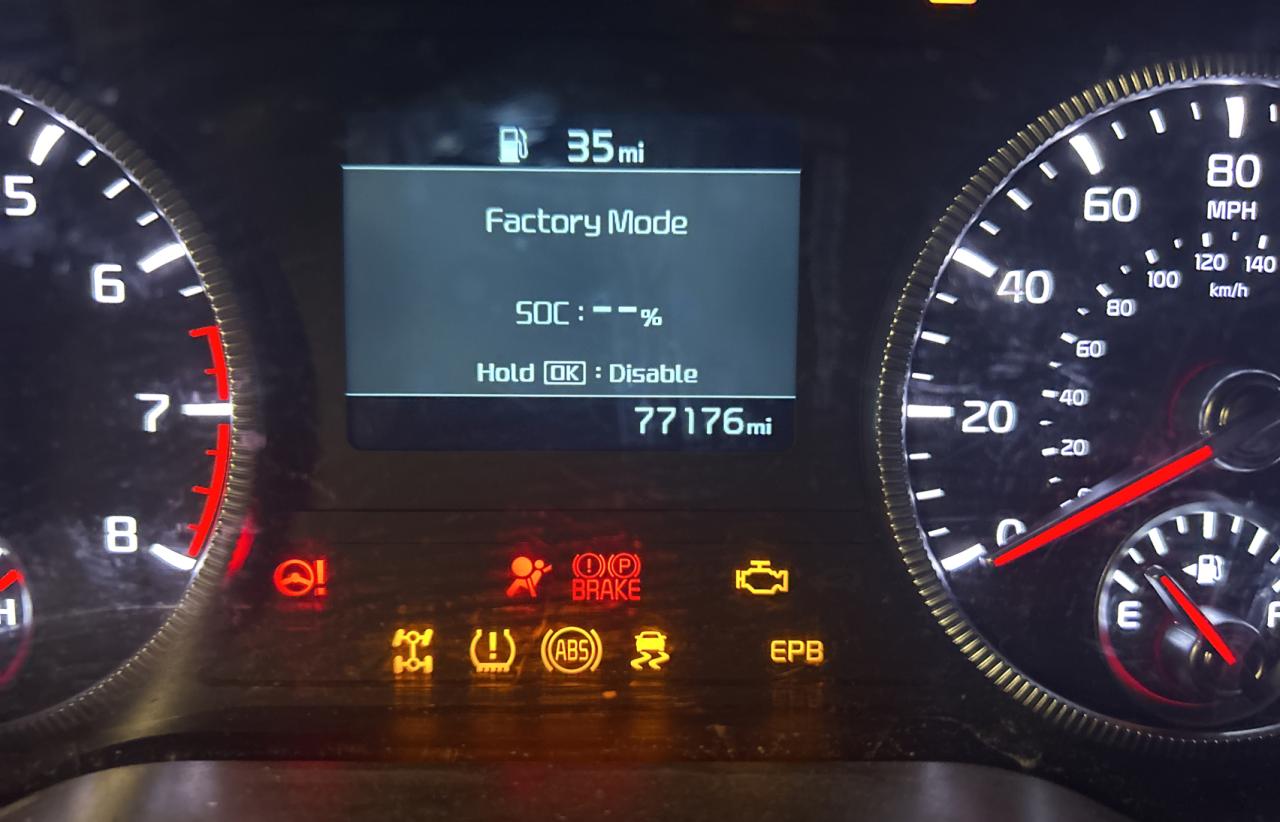 35mi
Factory Mode
SOC : --%
Hold OK : Disable
77176mi
5
6
7
8
H
80
MPH
60
40
20
0
140
120
100
km/h
80
60
40
20
BRAKE
P
ABS
EPB
E
F